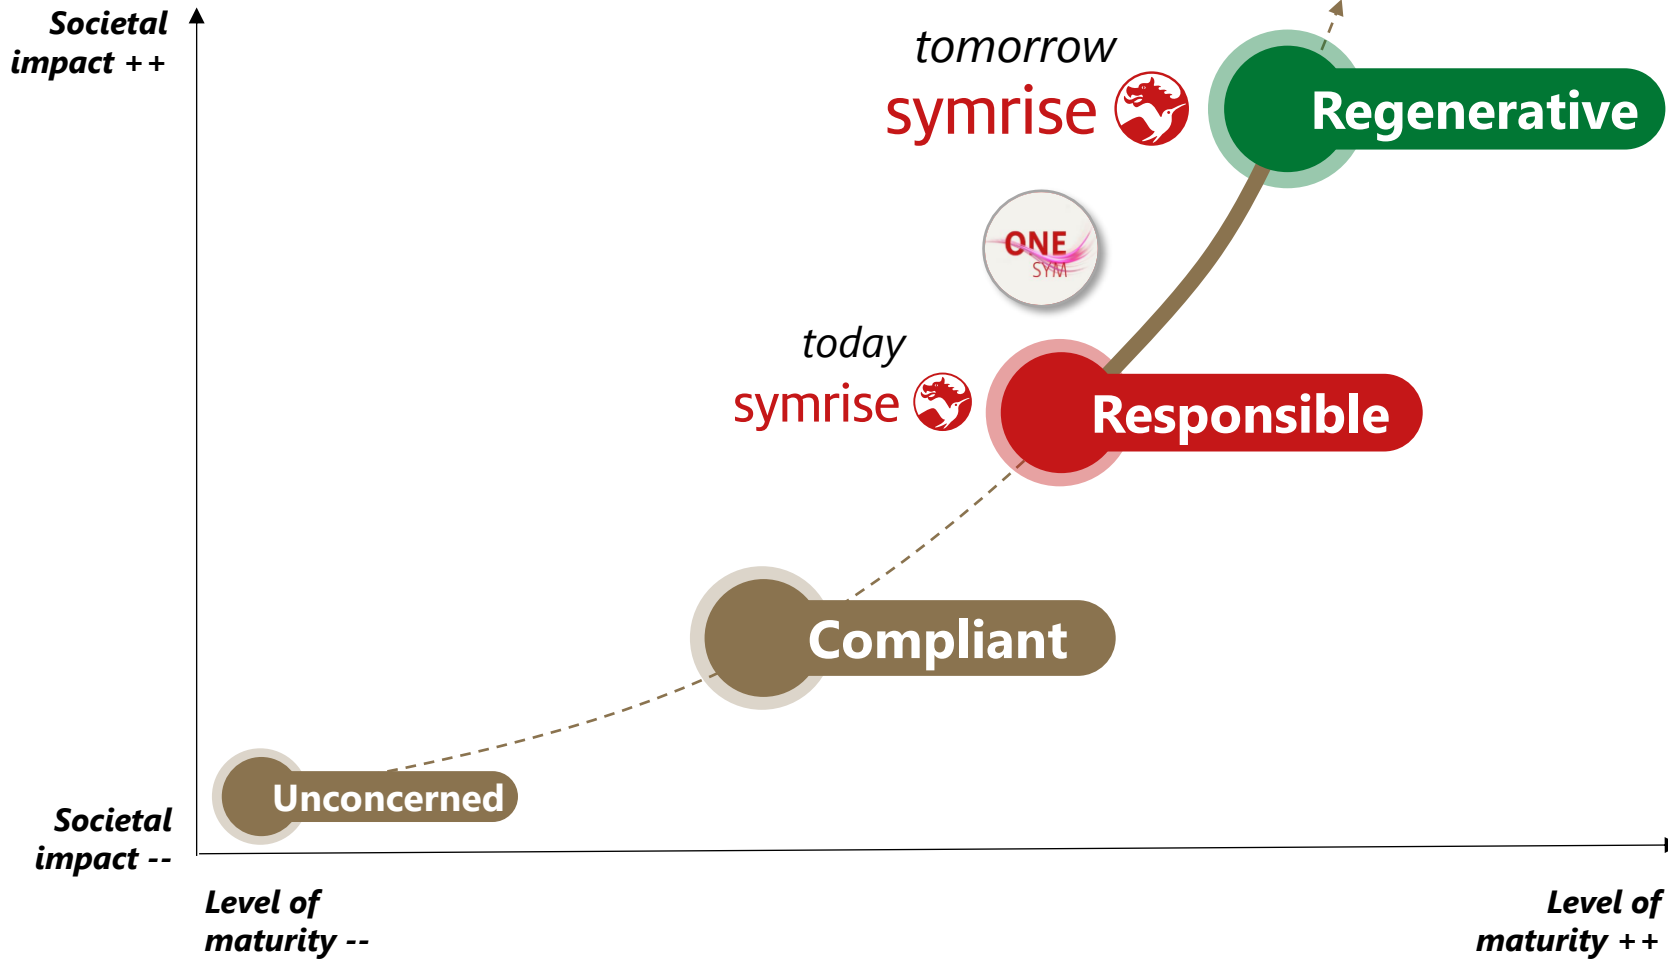 Societal
impact ++
tomorrow
symrise
Regenerative
ONE
SYM
today
symrise
Responsible
Compliant
Unconcerned
Societal
impact --
Level of
maturity --
Level of
maturity ++